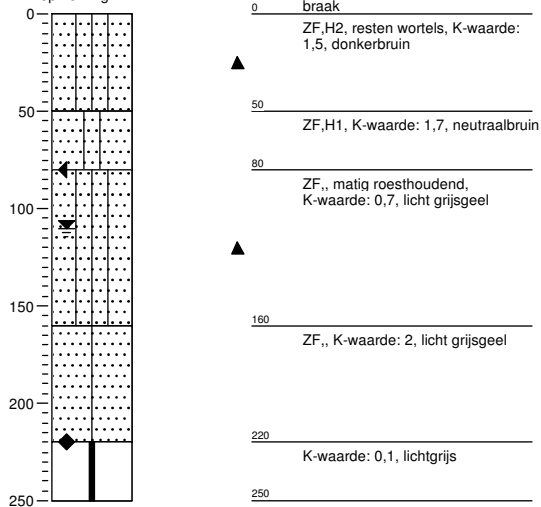 0
50
100
150
200
250
0
braak
ZF,H2, resten wortels, K-waarde:
1,5, donkerbruin
50
ZF,H1, K-waarde: 1,7, neutraalbruin
80
ZF,, matig roesthoudend,
K-waarde: 0,7, licht grijsgeel
160
ZF,, K-waarde: 2, licht grijsgeel
220
K-waarde: 0,1, lichtgrijs
250